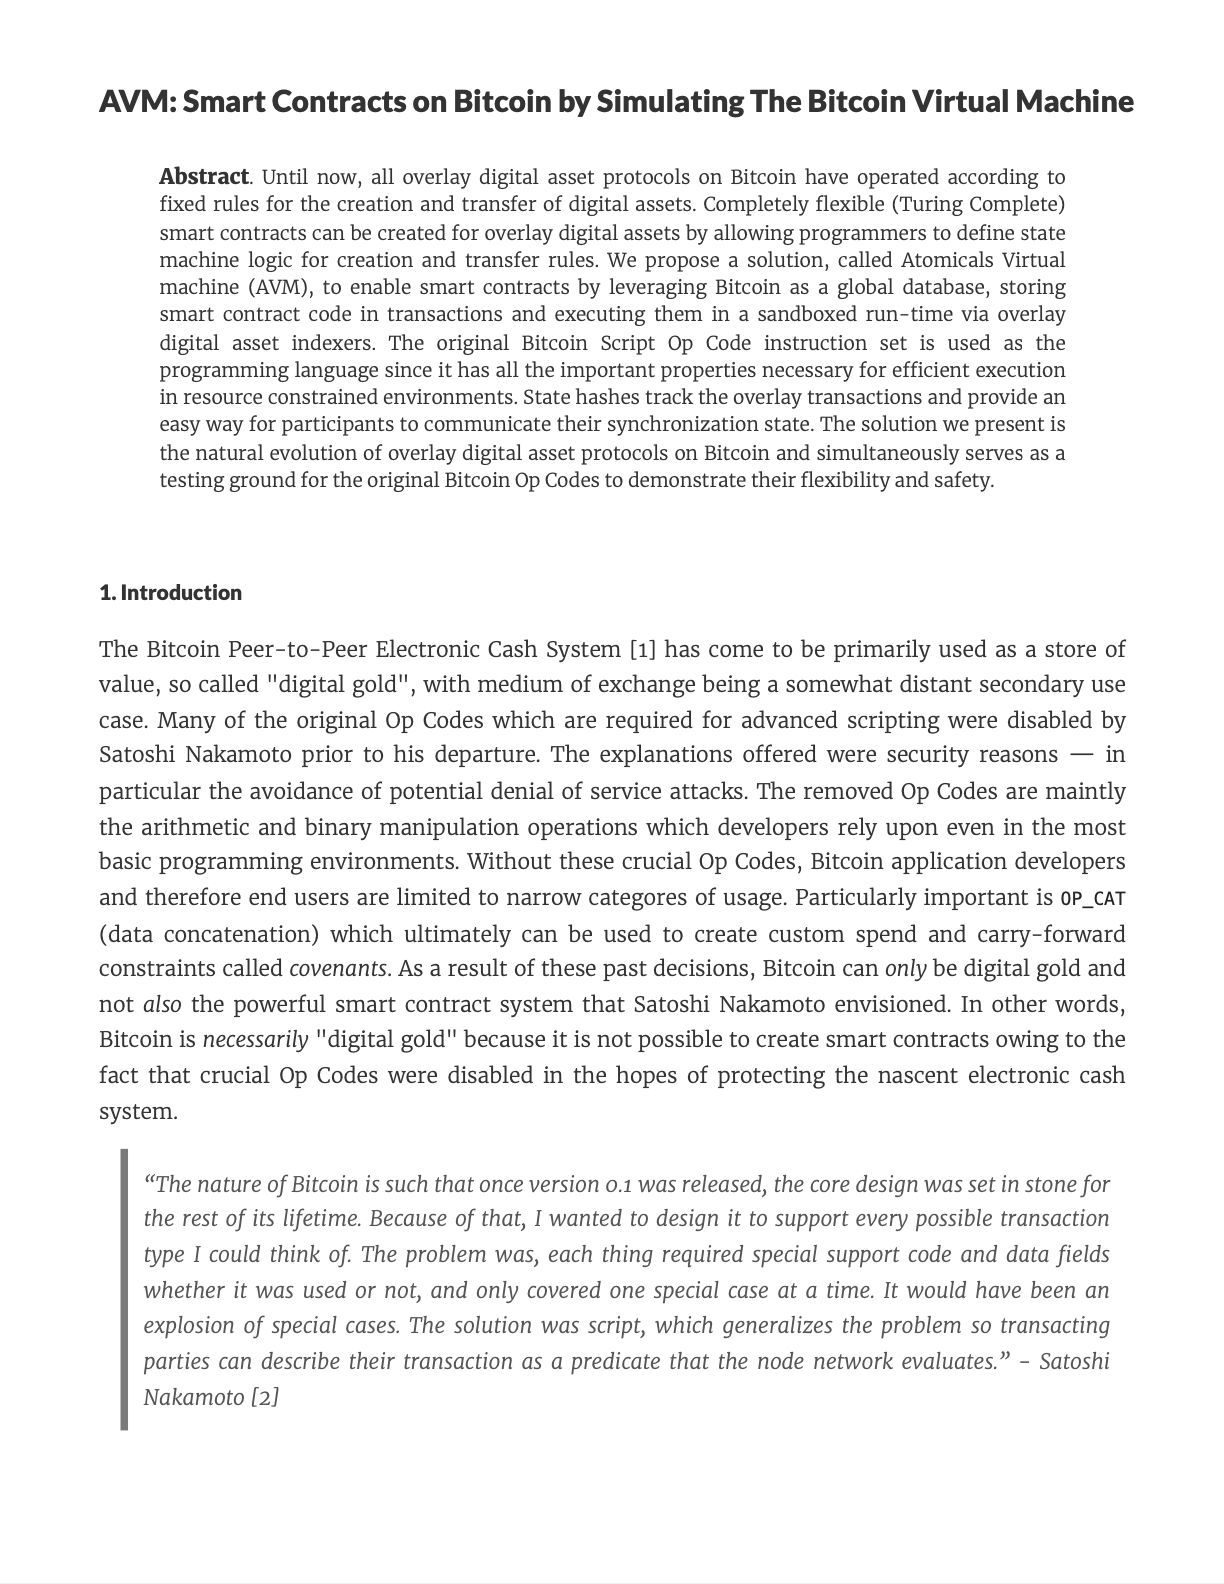 AVM: Smart Contracts on Bitcoin by Simulating The Bitcoin Virtual Machine
Abstract. Until now, all overlay digital asset protocols on Bitcoin have operated according to
fixed rules for the creation and transfer of digital assets. Completely flexible (Turing Complete)
smart contracts can be created for overlay digital assets by allowing programmers to define state
machine logic for creation and transfer rules. We propose a solution, called Atomicals Virtual
machine (AVM), to enable smart contracts by leveraging Bitcoin as a global database, storing
smart contract code in transactions and executing them in a sandboxed run-time via overlay
digital asset indexers. The original Bitcoin Script Op Code instruction set is used as the
programming language since it has all the important properties necessary for efficient execution
in resource constrained environments. State hashes track the overlay transactions and provide an
easy way for participants to communicate their synchronization state. The solution we present is
the natural evolution of overlay digital asset protocols on Bitcoin and simultaneously serves as a
testing ground for the original Bitcoin Op Codes to demonstrate their flexibility and safety.
1. Introduction
The Bitcoin Peer-to-Peer Electronic Cash System [1] has come to be primarily used as a store of
value, so called "digital gold", with medium of exchange being a somewhat distant secondary use
case. Many of the original Op Codes which are required for advanced scripting were disabled by
Satoshi Nakamoto prior to his departure. The explanations offered were security reasons — in
particular the avoidance of potential denial of service attacks. The removed Op Codes are mainly
the arithmetic and binary manipulation operations which developers rely upon even in the most
basic programming environments. Without these crucial Op Codes, Bitcoin application developers
and therefore end users are limited to narrow categores of usage. Particularly important is OP_CAT
(data concatenation) which ultimately can be used to create custom spend and carry-forward
constraints called covenants. As a result of these past decisions, Bitcoin can only be digital gold and
not also the powerful smart contract system that Satoshi Nakamoto envisioned. In other words,
Bitcoin is necessarily "digital gold" because it is not possible to create smart contracts owing to the
fact that crucial Op Codes were disabled in the hopes of protecting the nascent electronic cash
system.
“The nature of Bitcoin is such that once version 0.1 was released, the core design was set in stone for
the rest of its lifetime. Because of that, I wanted to design it to support every possible transaction
type I could think of. The problem was, each thing required special support code and data fields
whether it was used or not, and only covered one special case at a time. It would have been an
explosion of special cases. The solution was script, which generalizes the problem so transacting
parties can describe their transaction as a predicate that the node network evaluates.” - Satoshi
Nakamoto [2]